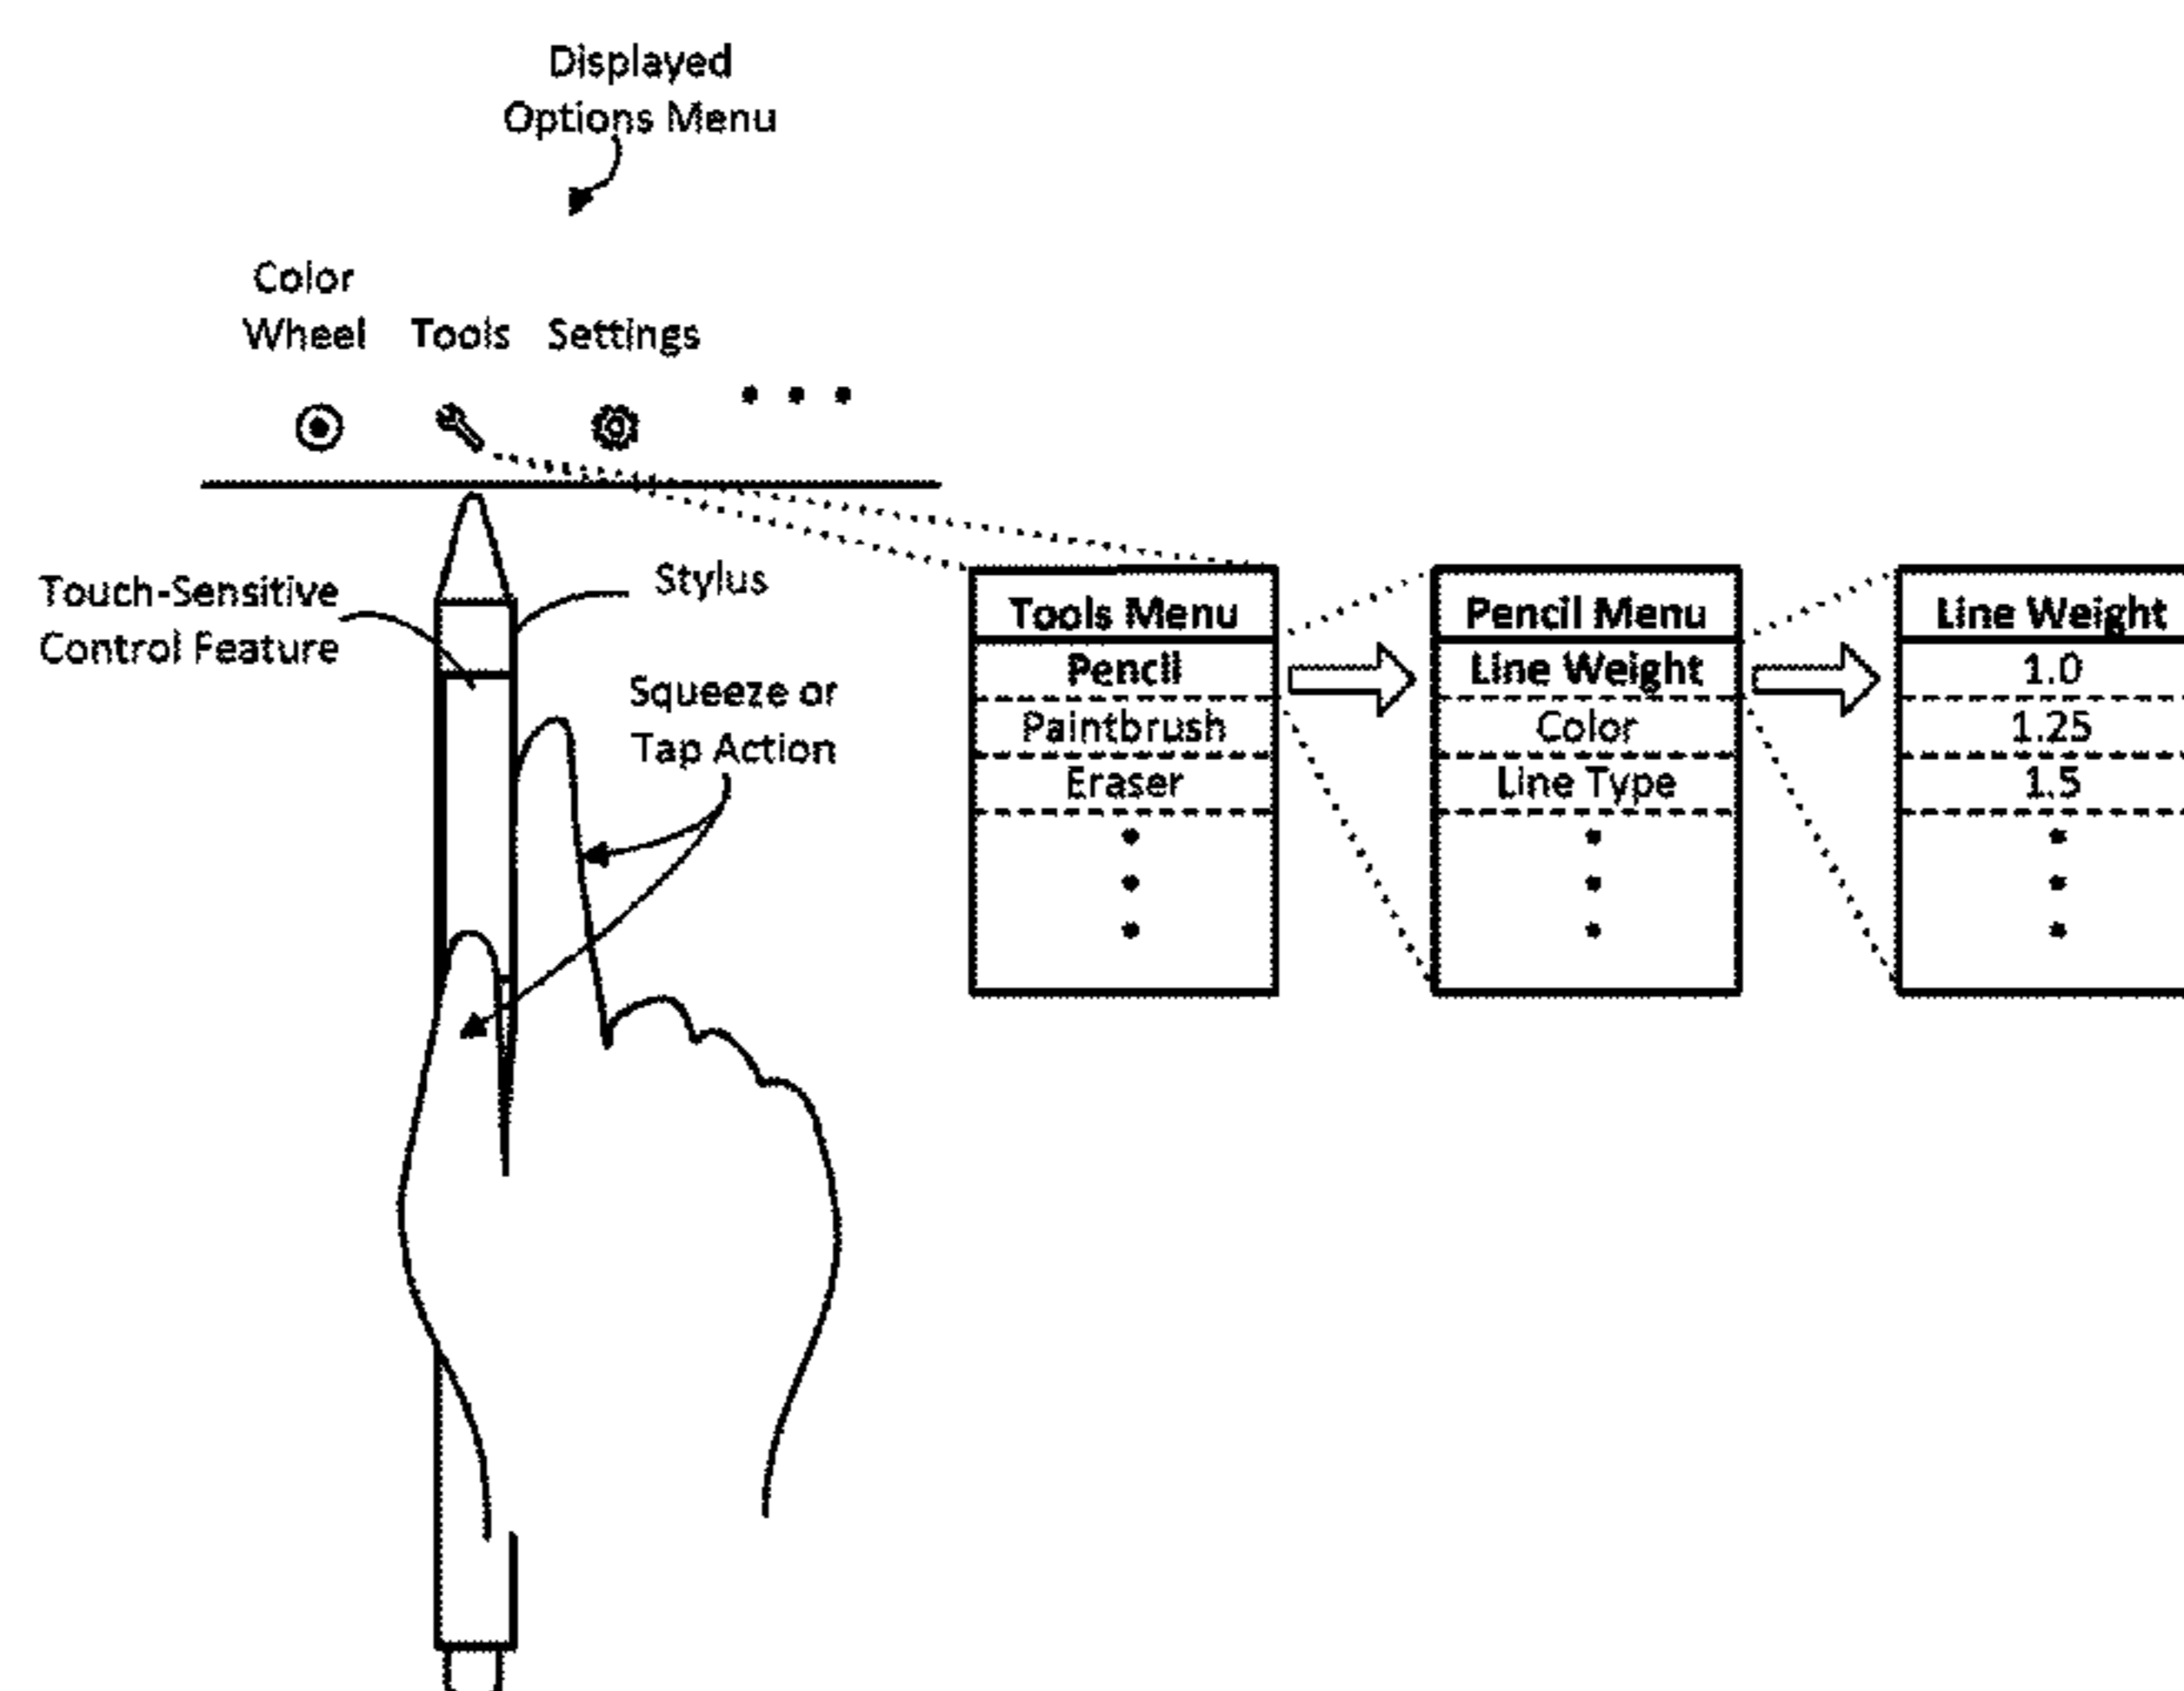 Displayed
Options Menu
Color
Wheel
Tools
Settings
Touch-Sensitive
Control Feature
Stylus
Squeeze or
Tap Action
Tools Menu
Pencil
Paintbrush
Eraser
Pencil Menu
Line Weight
Color
Line Type
Line Weight
1.0
1.25
1.5